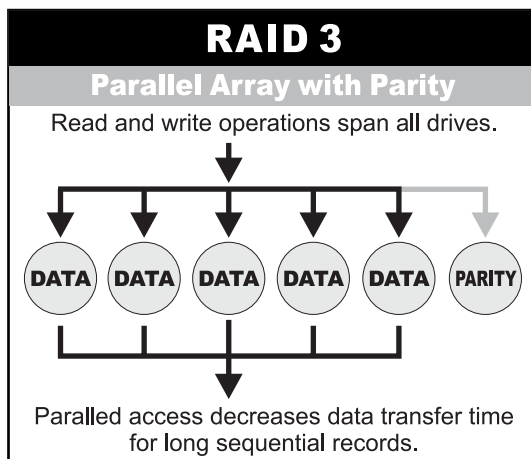 RAID 3
Parallel Array with Parity
Read and write operations span all drives.
DATA DATA DATA DATA DATA PARITY
Paralled access decreases data transfer time
for long sequential records.